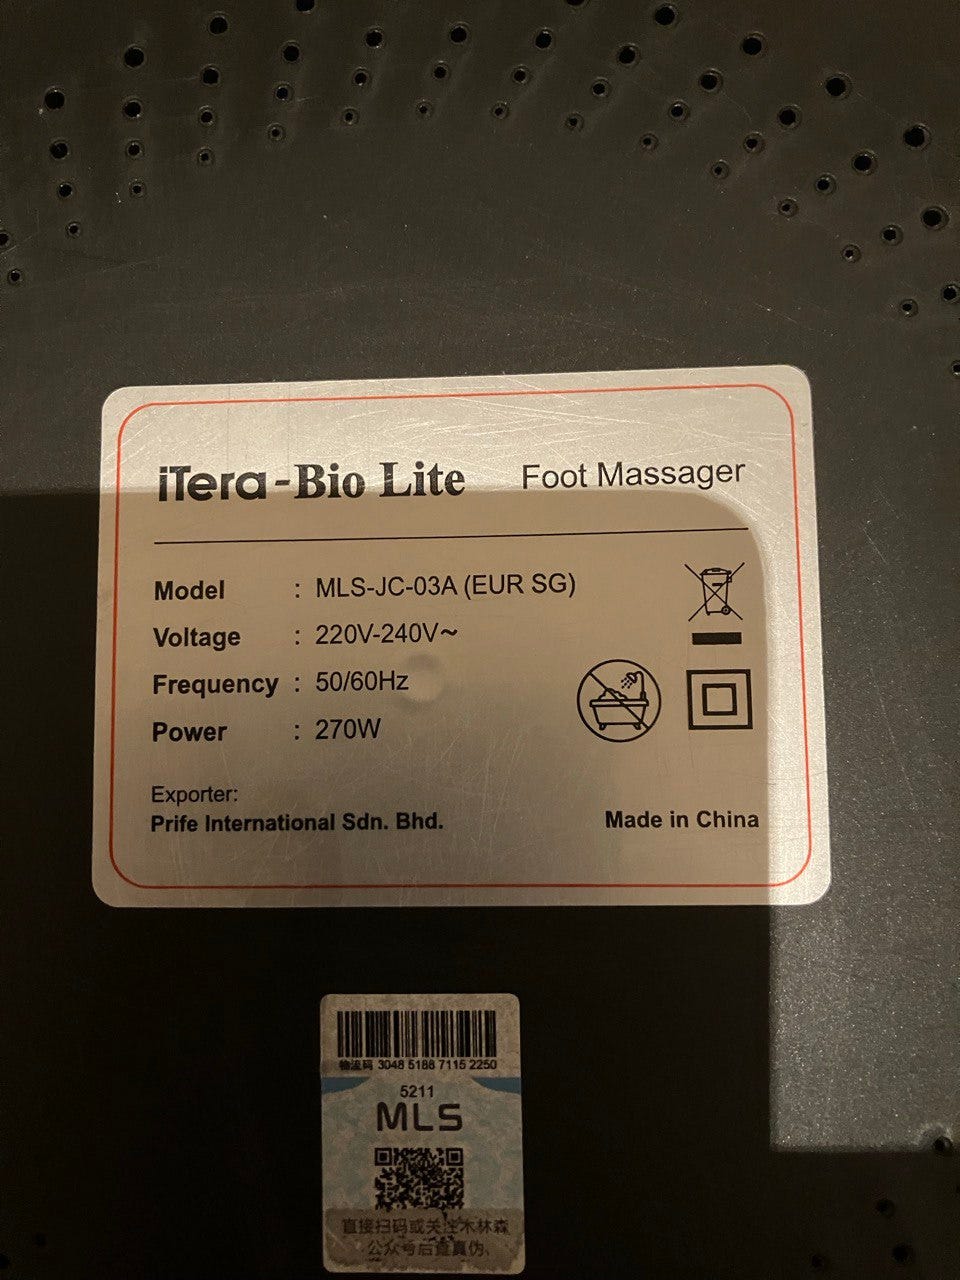 iTera-Bio Lite Foot Massager
Model : MLS-JC-03A (EUR SG)
Voltage : 220V-240V~
Frequency : 50/60Hz
Power : 270W
Exporter:
Prife International Sdn. Bhd.
Made in China
物流码 3048 5188 7115 2250
5211
MLS
直接扫码或关注木林森
公众号后查真伪、